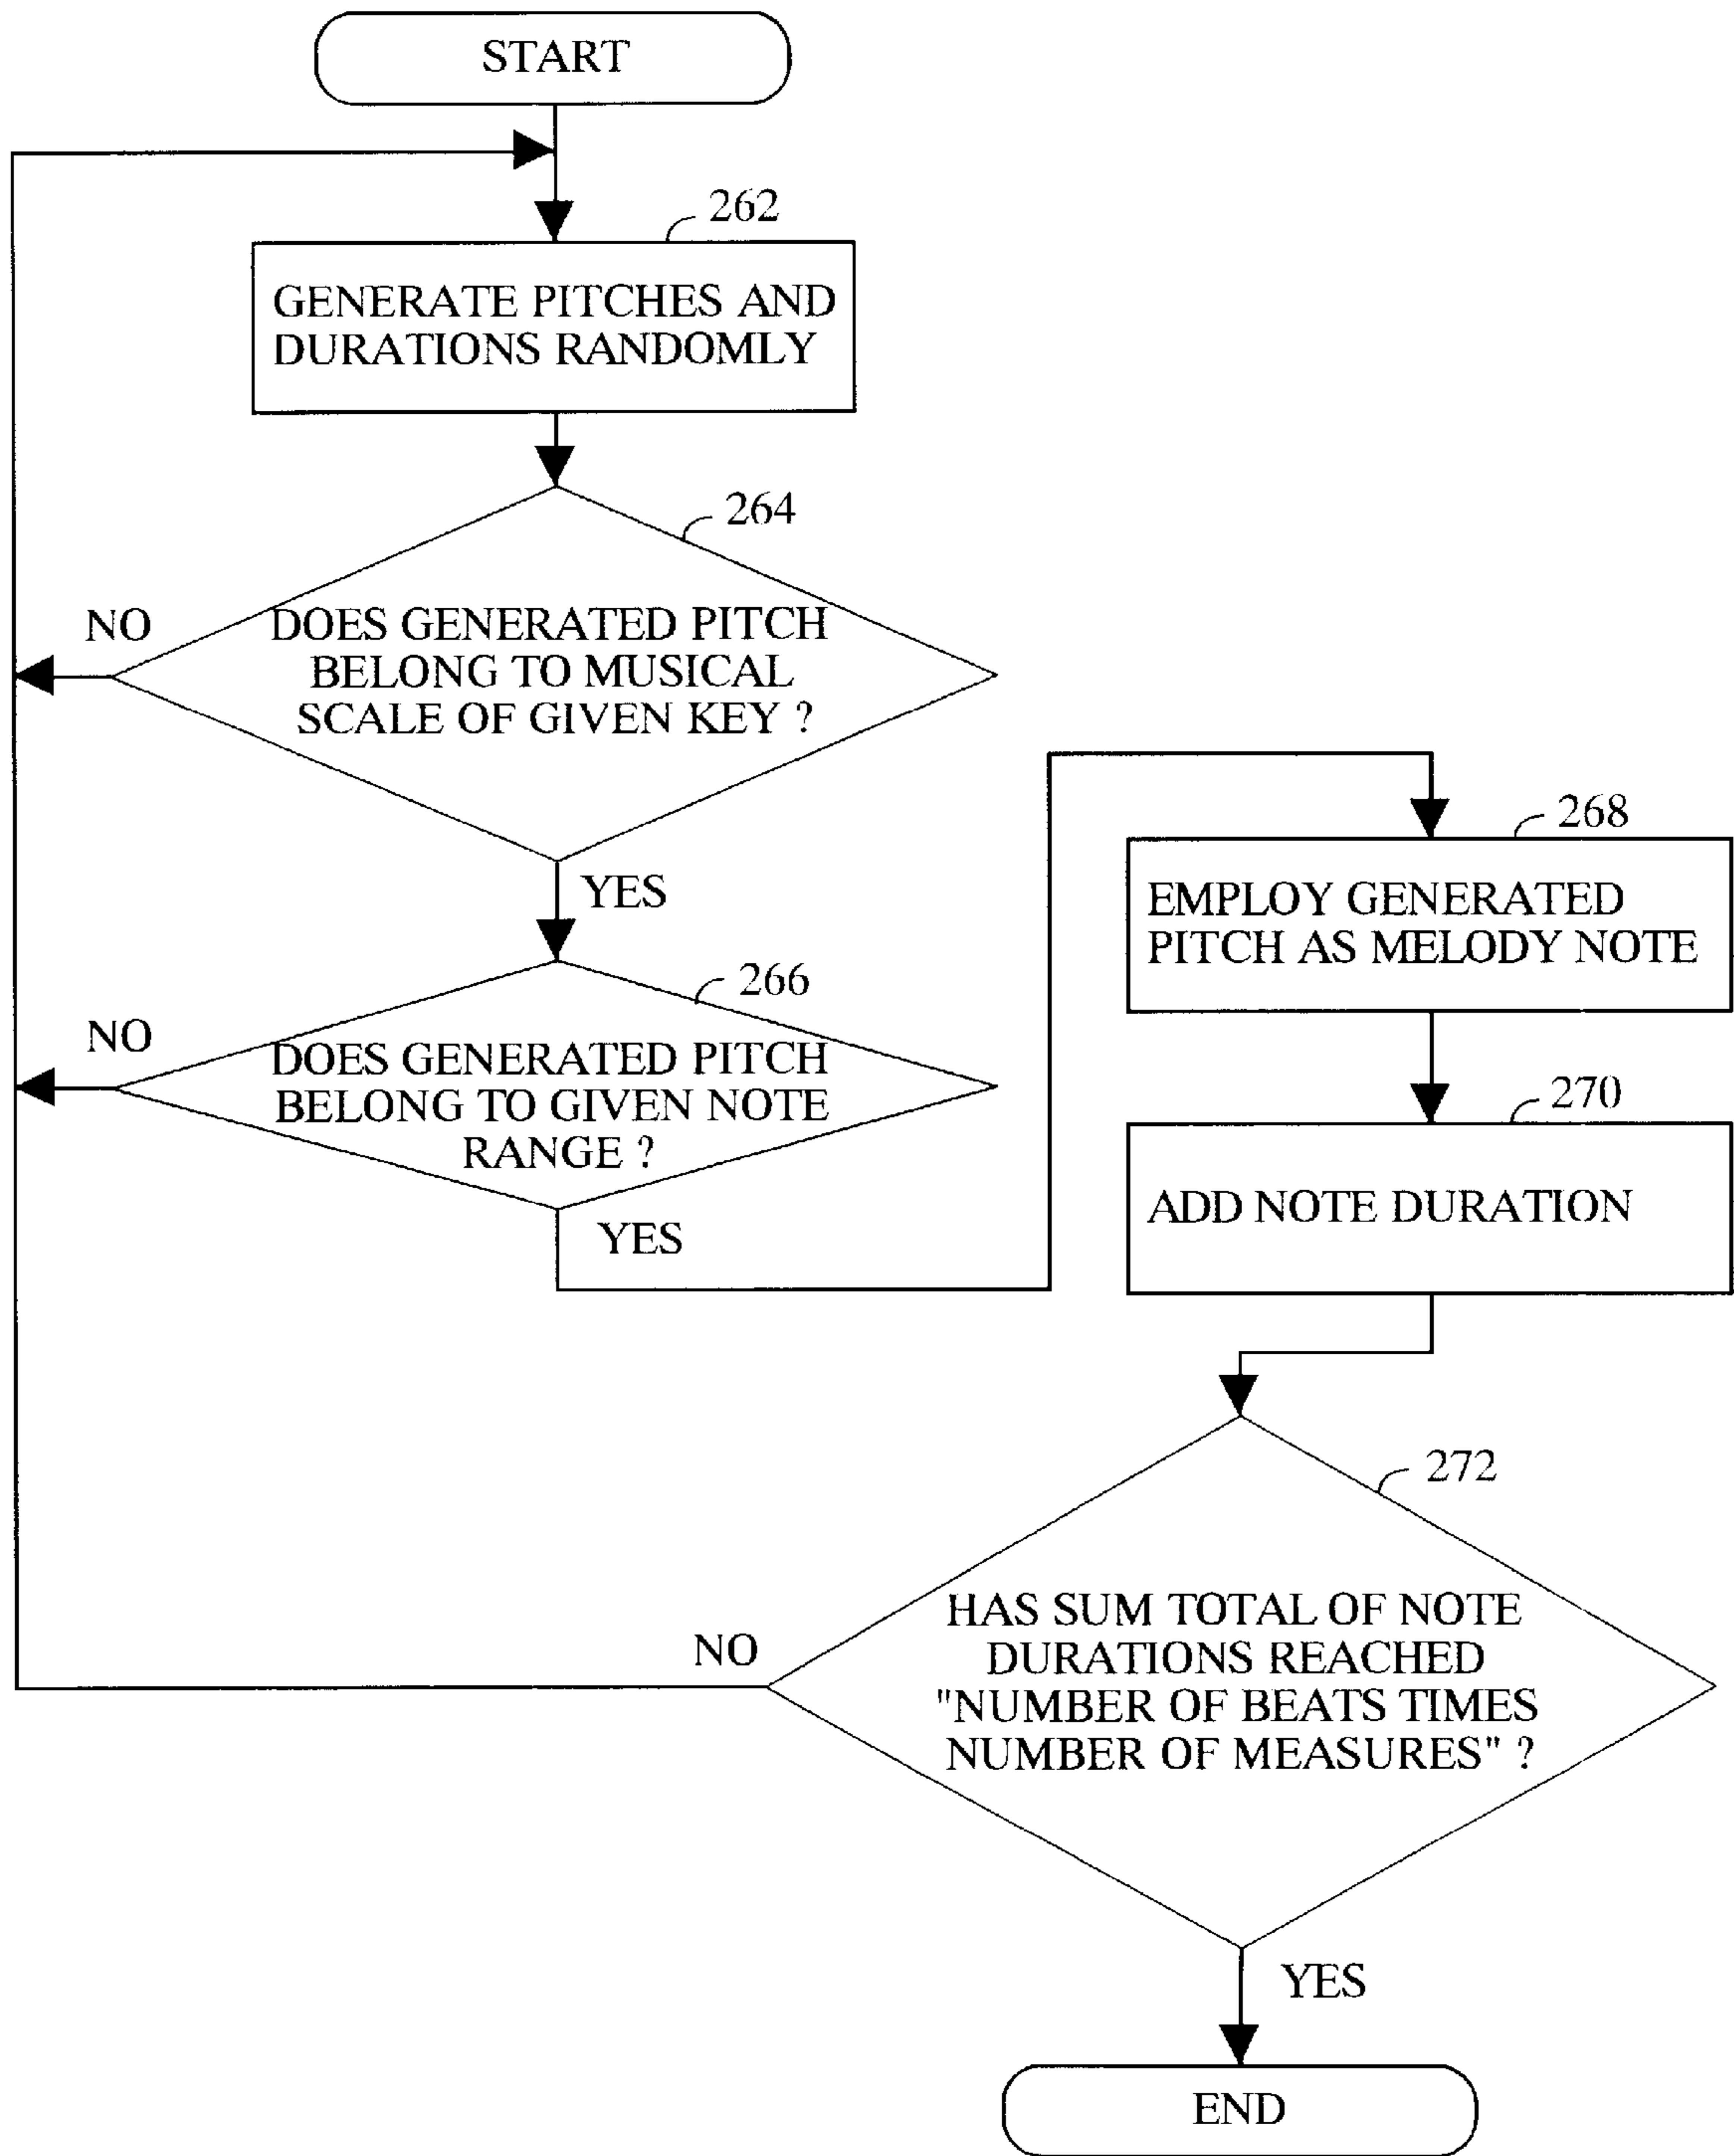 START
262
GENERATE PITCHES AND
DURATIONS RANDOMLY
264
NO
DOES GENERATED PITCH
BELONG TO MUSICAL
SCALE OF GIVEN KEY ?
YES
266
NO
DOES GENERATED PITCH
BELONG TO GIVEN NOTE
RANGE ?
YES
268
EMPLOY GENERATED
PITCH AS MELODY NOTE
270
ADD NOTE DURATION
272
NO
HAS SUM TOTAL OF NOTE
DURATIONS REACHED
"NUMBER OF BEATS TIMES
NUMBER OF MEASURES" ?
YES
END